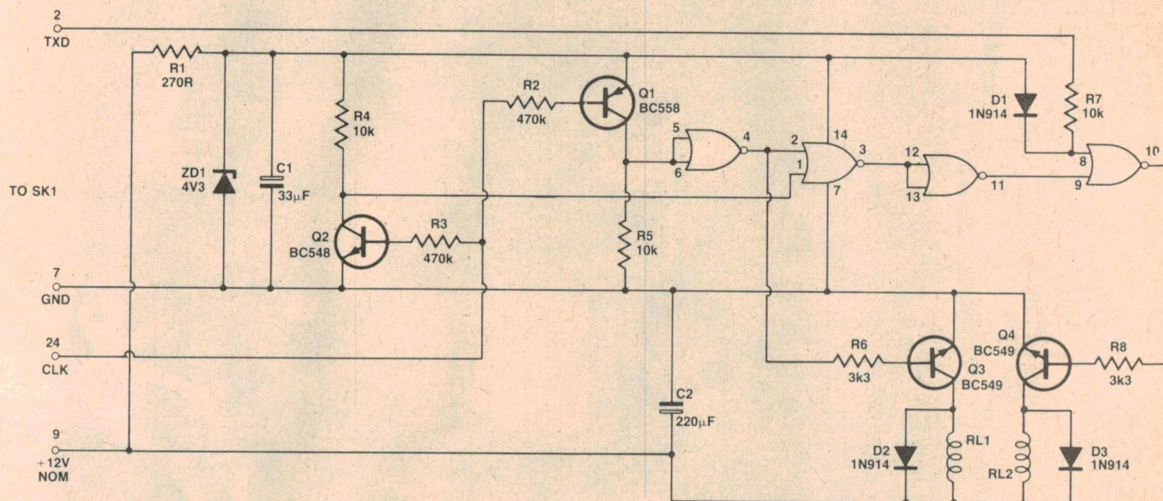 2
TXD
R1
270R
R4
10k
R2
470k
Q1
BC558
D1
1N914
R7
10k
5
6
4
2
1
14
3
7
12
13
11
8
9
10
ZD1
4V3
C1
33µF
TO SK1
Q2
BC548
R3
470k
R5
10k
7
GND
24
CLK
R6
3k3
Q3
BC549
Q4
BC549
R8
3k3
C2
220µF
9
+12V
NOM
D2
1N914
RL1
RL2
D3
1N914